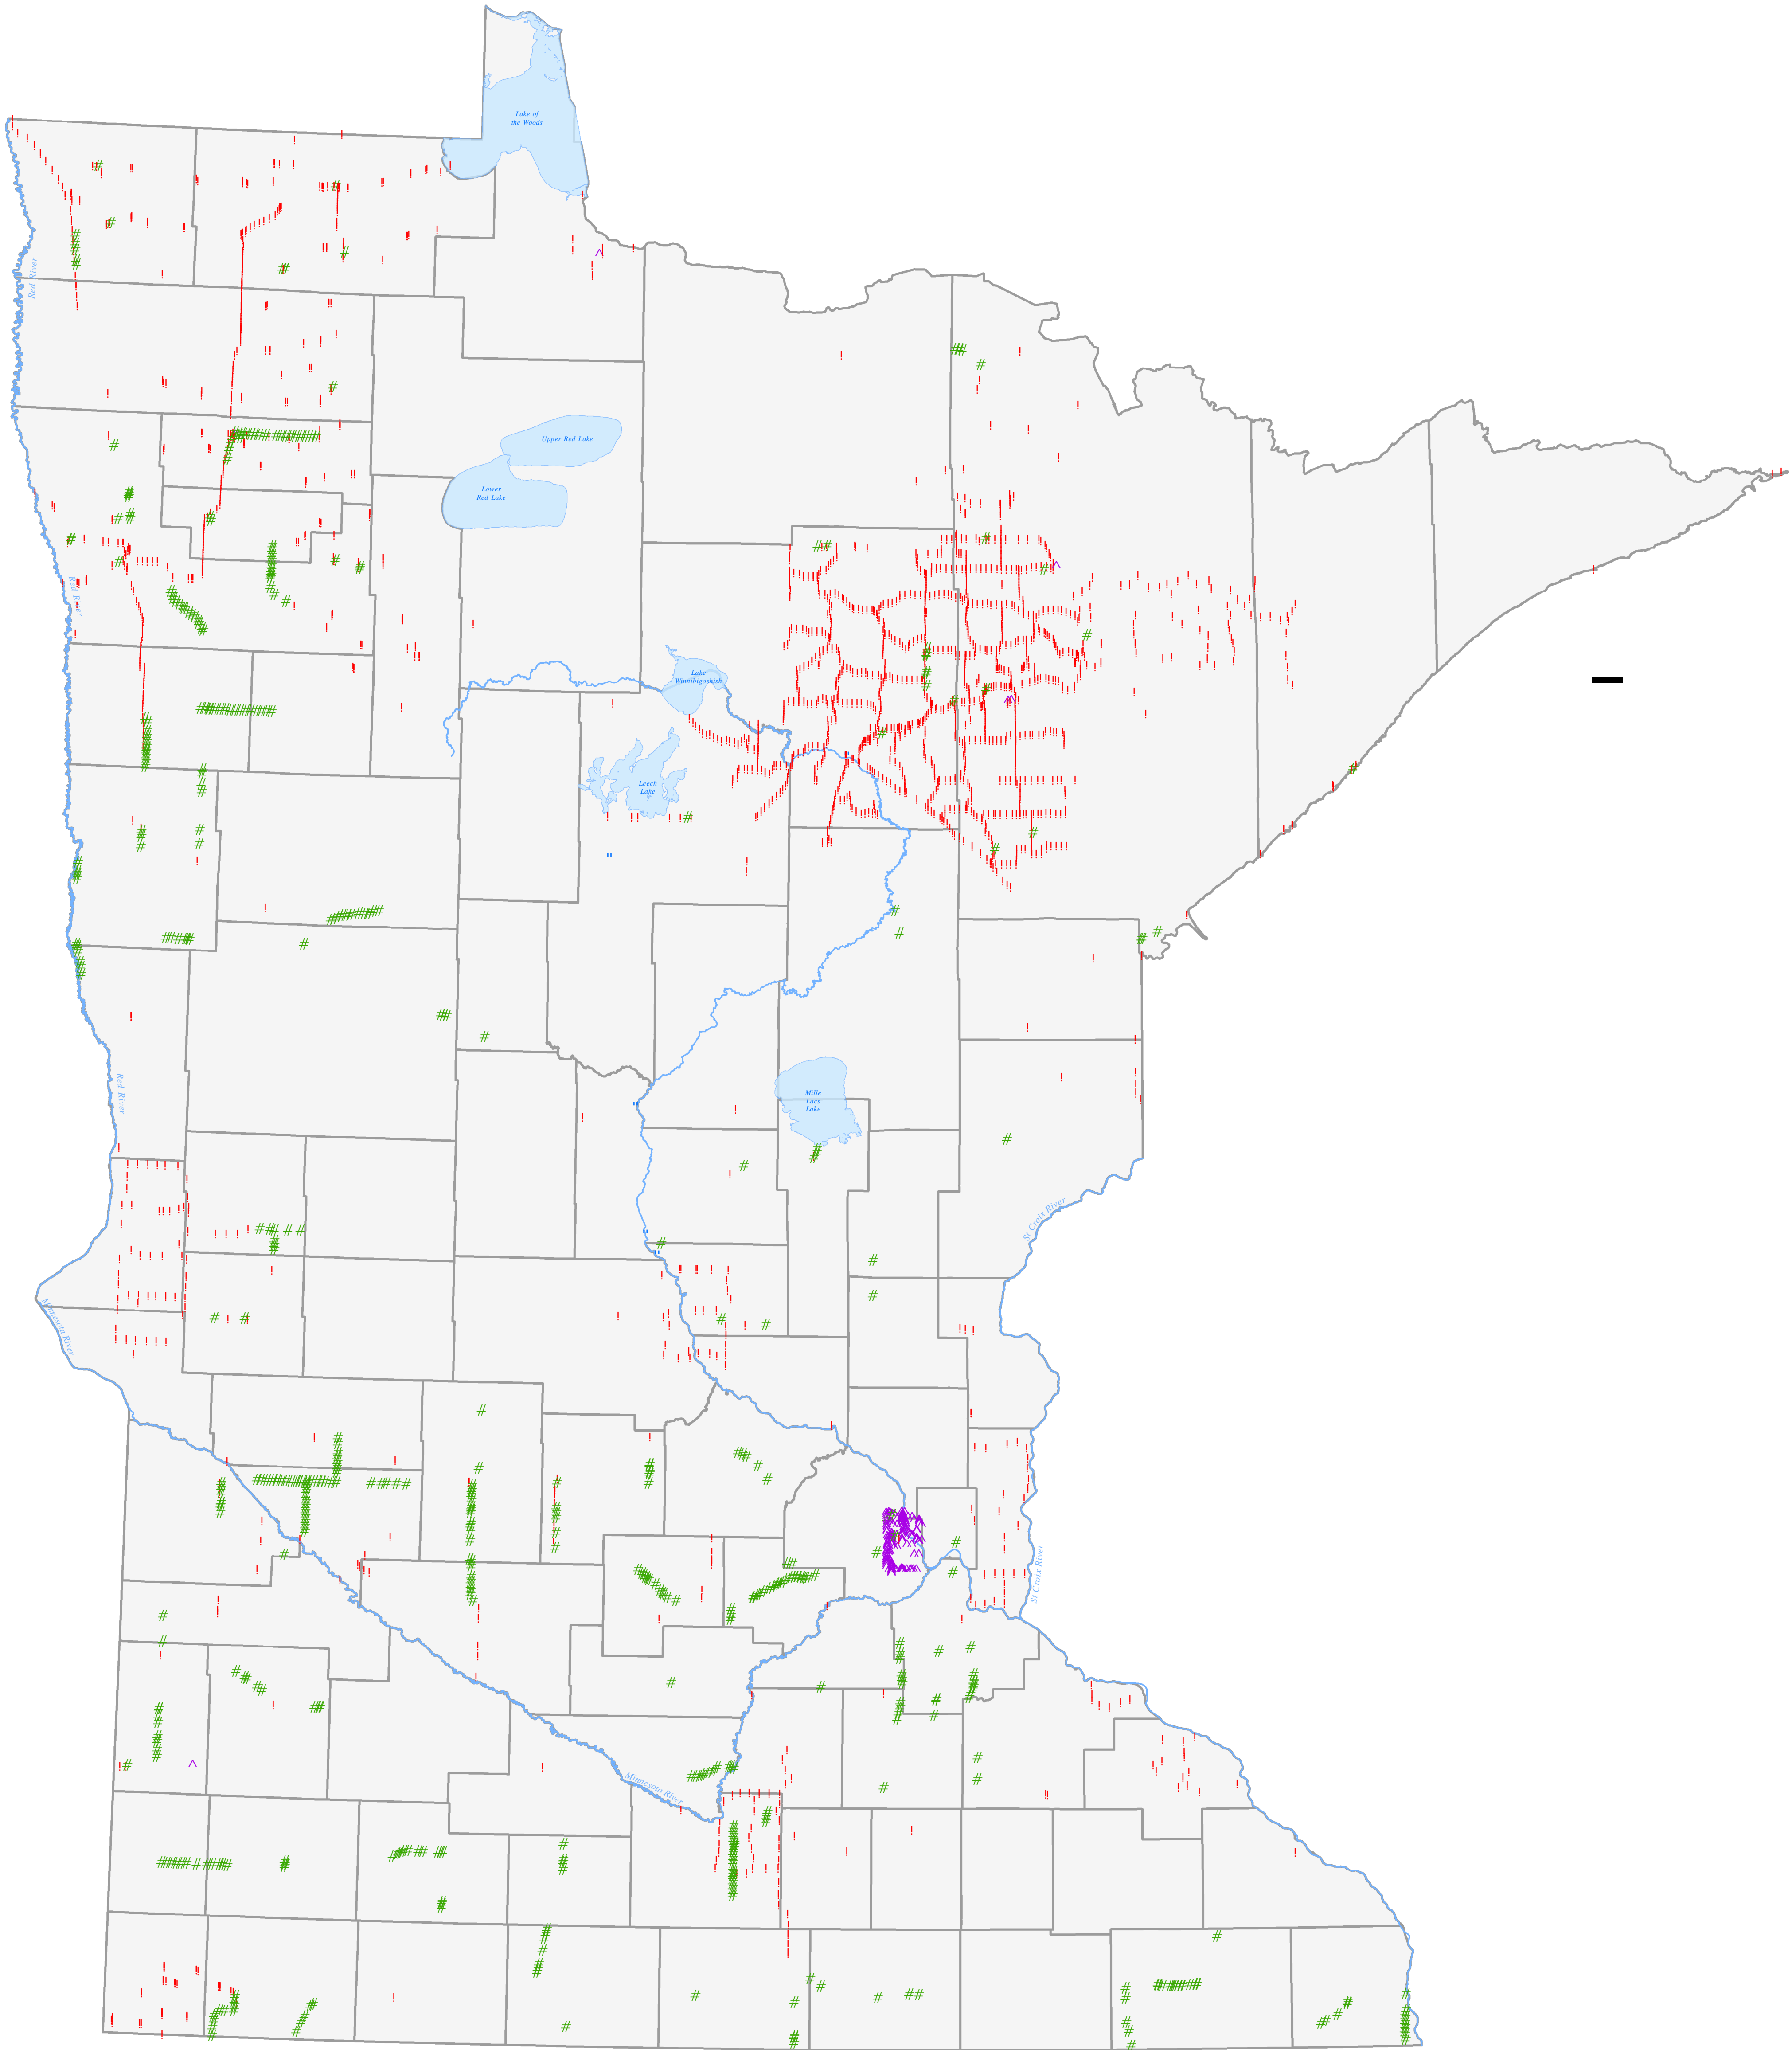 Lake of
the Woods
Red River
Upper Red Lake
Lower
Red Lake
Red River
Lake
Winnibigoshish
Leech
Lake
Red River
Mille
Lacs
Lake
St Croix River
Minnesota River
St Croix River
Minnesota River